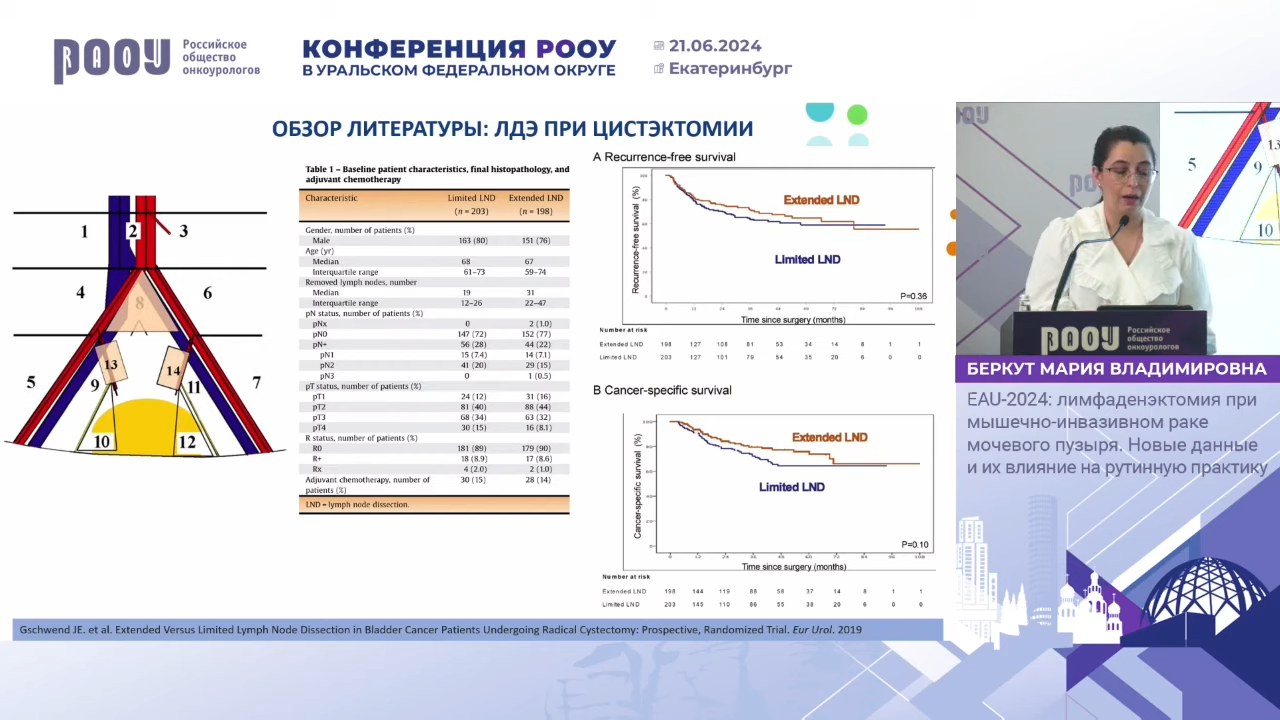 РООУ
Российское
общество
онкоурологов
КОНФЕРЕНЦИЯ РООУ
В УРАЛЬСКОМ ФЕДЕРАЛЬНОМ ОКРУГЕ
21.06.2024
Екатеринбург
ОБЗОР ЛИТЕРАТУРЫ: ЛДЭ ПРИ ЦИСТЭКТОМИИ
1 2 3
4 8 6
5 9 13 14 11 7
10 12
Table 1 – Baseline patient characteristics, final histopathology, and
adjuvant chemotherapy
Characteristic Limited LND Extended LND
(n = 203) (n = 198)
Gender, number of patients (%)
Male 163 (80) 151 (76)
Age (yr)
Median 68 67
Interquartile range 61–73 59–74
Removed lymph nodes, number
Median 19 31
Interquartile range 12–26 22–47
pN status, number of patients (%)
pNx 0 2 (1.0)
pN0 147 (72) 152 (77)
pN+ 56 (28) 44 (22)
pN1 15 (7.4) 14 (7.1)
pN2 41 (20) 29 (15)
pN3 0 1 (0.5)
pT status, number of patients (%)
pT1 24 (12) 31 (16)
pT2 81 (40) 88 (44)
pT3 68 (34) 63 (32)
pT4 30 (15) 16 (8.1)
R status, number of patients (%)
R0 181 (89) 179 (90)
R+ 18 (8.9) 17 (8.6)
Rx 4 (2.0) 2 (1.0)
Adjuvant chemotherapy, number of 30 (15) 28 (14)
patients (%)
LND = lymph node dissection.
A Recurrence-free survival
Recurrence-free survival (%)
Extended LND
Limited LND
P=0.36
Time since surgery (months)
Number at risk
Extended LND 198 127 108 81 53 34 14 8 1 1
Limited LND 203 127 101 79 54 35 20 6 0 0
B Cancer-specific survival
Cancer-specific survival (%)
Extended LND
Limited LND
P=0.10
Time since surgery (months)
Number at risk
Extended LND 198 144 119 88 58 37 14 8 1 1
Limited LND 203 145 110 86 55 38 20 6 0 0
Gschwend JE. et al. Extended Versus Limited Lymph Node Dissection in Bladder Cancer Patients Undergoing Radical Cystectomy: Prospective, Randomized Trial. Eur Urol. 2019
5
10
РООУ
Российское
общество
онкоурологов
БЕРКУТ МАРИЯ ВЛАДИМИРОВНА
EAU-2024: лимфаденэктомия при
мышечно-инвазивном раке
мочевого пузыря. Новые данные
и их влияние на рутинную практику